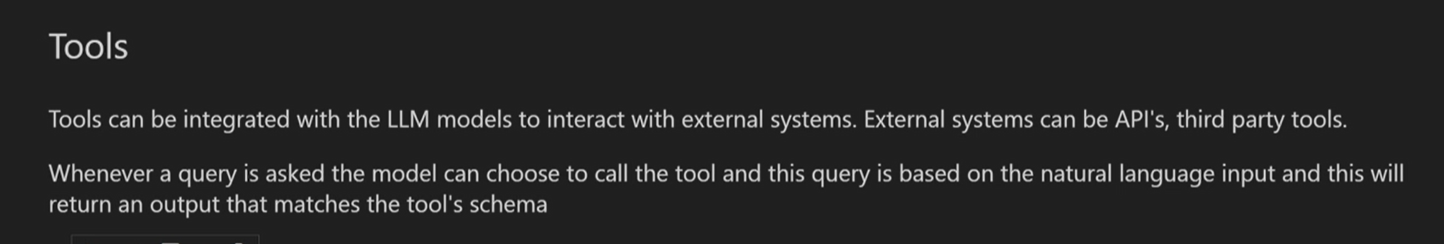 Tools
Tools can be integrated with the LLM models to interact with external systems. External systems can be API's, third party tools.
Whenever a query is asked the model can choose to call the tool and this query is based on the natural language input and this will
return an output that matches the tool's schema